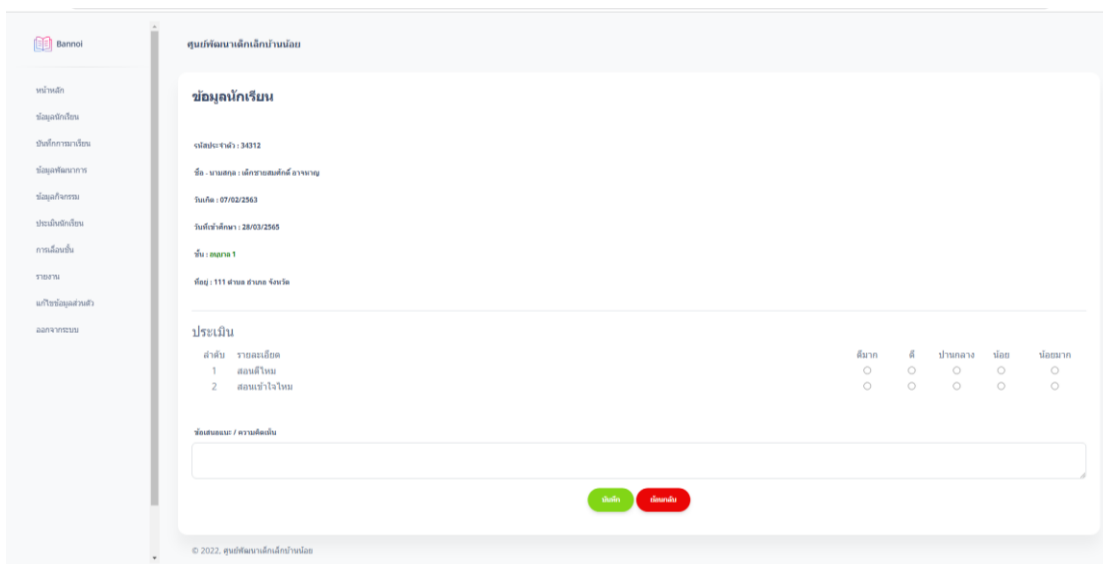 Bannoi
ศูนย์พัฒนาเด็กเล็กบ้านน้อย
หน้าหลัก
ข้อมูลนักเรียน
บันทึกการมาเรียน
ข้อมูลพัฒนาการ
ข้อมูลกิจกรรม
ประเมินนักเรียน
การเลื่อนชั้น
รายงาน
แก้ไขข้อมูลส่วนตัว
ออกจากระบบ
ข้อมูลนักเรียน
รหัสประจำตัว : 34312
ชื่อ - นามสกุล : เด็กชายสมศักดิ์ อาจหาญ
วันเกิด : 07/02/2563
วันที่เข้าศึกษา : 28/03/2565
ชั้น : อนุบาล 1
ที่อยู่ : 111 ตำบล อำเภอ จังหวัด
ประเมิน
ลำดับ รายละเอียด ดีมาก ดี ปานกลาง น้อย น้อยมาก
1 สอนดีไหม
2 สอนเข้าใจไหม
ข้อเสนอแนะ / ความคิดเห็น
บันทึก ย้อนกลับ
© 2022, ศูนย์พัฒนาเด็กเล็กบ้านน้อย